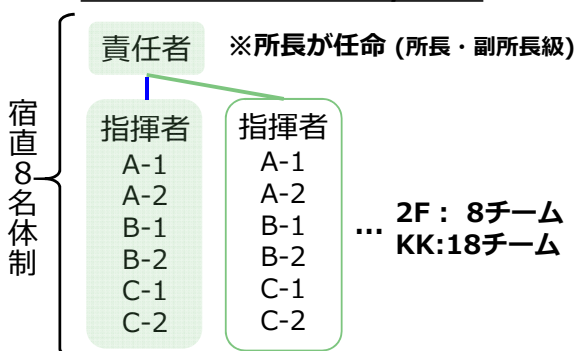 責任者
※所長が任命 (所長・副所長級)
宿直8名体制
指揮者
A-1
A-2
B-1
B-2
C-1
C-2
指揮者
A-1
A-2
B-1
B-2
C-1
C-2
… 2F： 8チーム
KK:18チーム